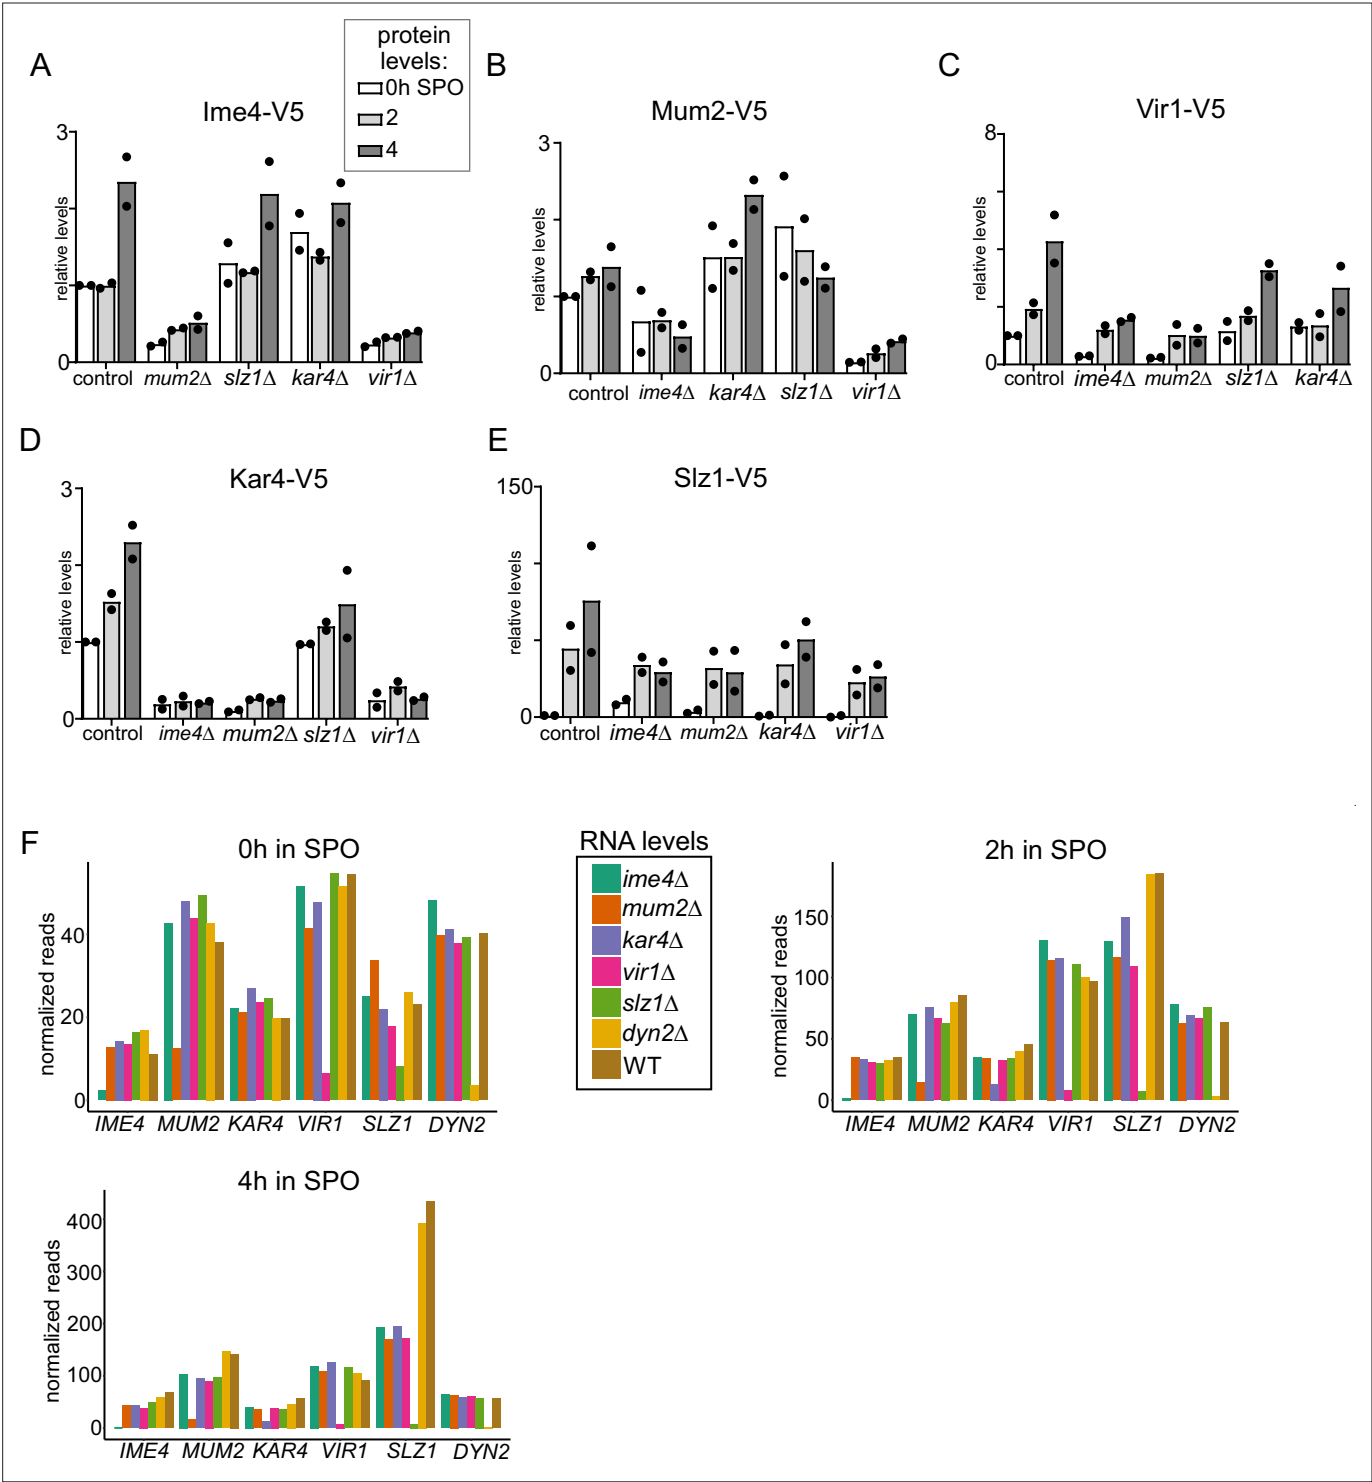 A
protein
levels:
0h SPO
2
4
Ime4-V5
3
relative levels
0
control mum2Δ slz1Δ kar4Δ vir1Δ
B
Mum2-V5
3
relative levels
0
control ime4Δ kar4Δ slz1Δ vir1Δ
C
Vir1-V5
8
relative levels
0
control ime4Δ mum2Δ slz1Δ kar4Δ
D
Kar4-V5
3
relative levels
0
control ime4Δ mum2Δ slz1Δ vir1Δ
E
Slz1-V5
150
relative levels
0
control ime4Δ mum2Δ kar4Δ vir1Δ
F
0h in SPO
normalized reads
40
20
0
IME4 MUM2 KAR4 VIR1 SLZ1 DYN2
RNA levels
ime4Δ
mum2Δ
kar4Δ
vir1Δ
slz1Δ
dyn2Δ
WT
2h in SPO
normalized reads
150
100
50
0
IME4 MUM2 KAR4 VIR1 SLZ1 DYN2
4h in SPO
normalized reads
400
300
200
100
0
IME4 MUM2 KAR4 VIR1 SLZ1 DYN2